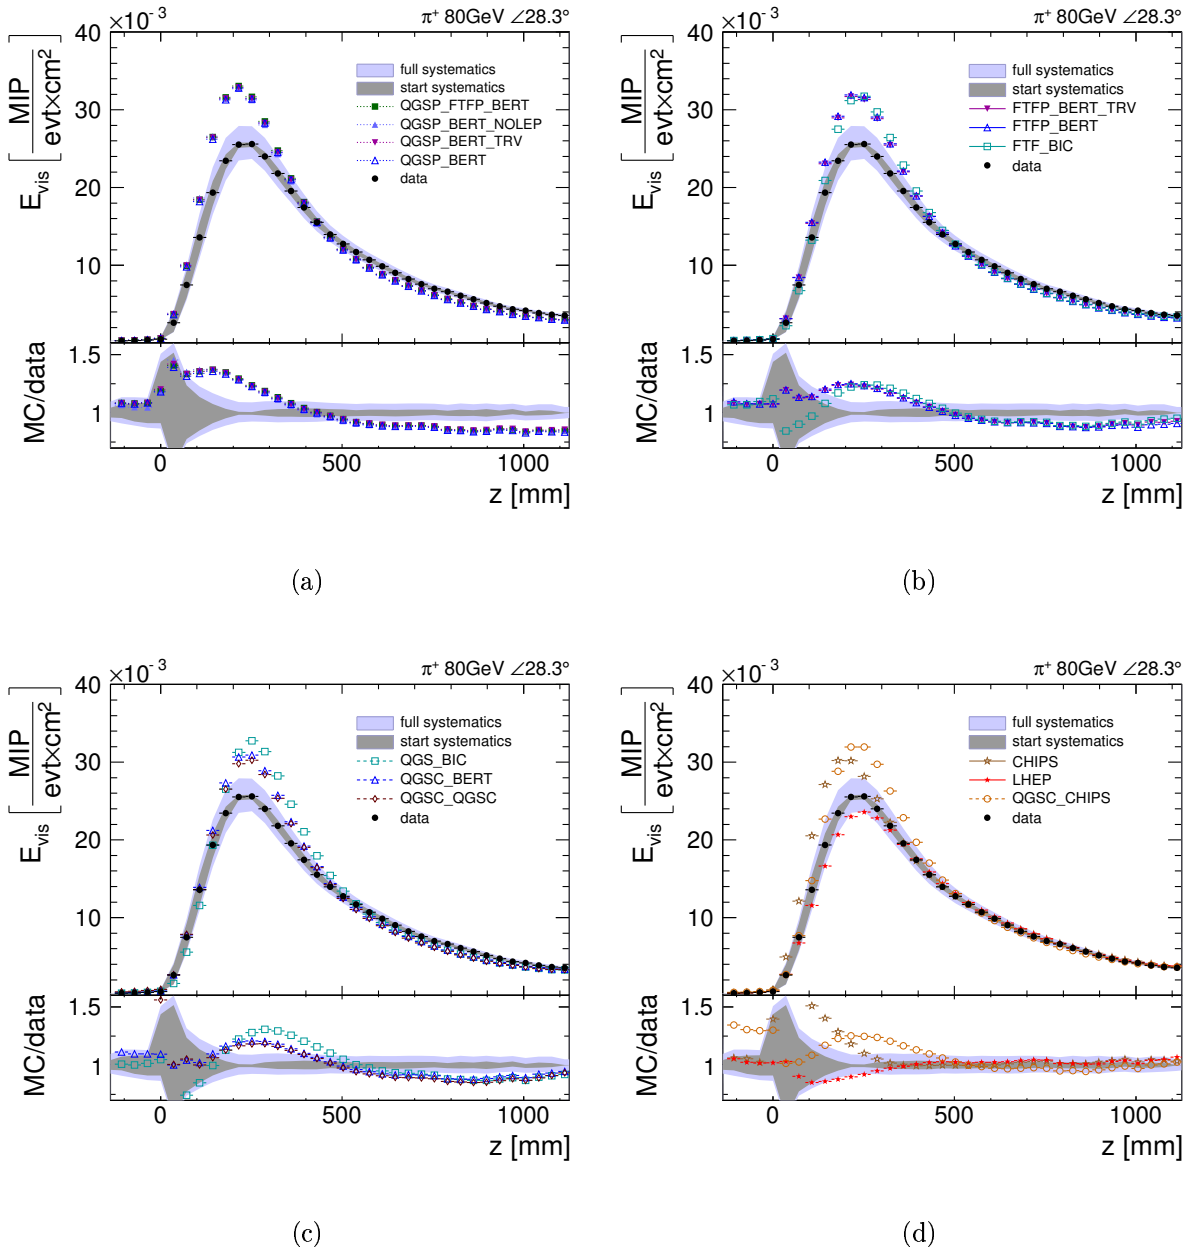 ×10⁻³
π⁺ 80GeV ∠28.3°
E_vis [MIP / evt×cm²]
40
30
20
10
full systematics
start systematics
QGSP_FTFP_BERT
QGSP_BERT_NOLEP
QGSP_BERT_TRV
QGSP_BERT
data
MC/data
1.5
1
0 500 1000
z [mm]
(a)
×10⁻³
π⁺ 80GeV ∠28.3°
E_vis [MIP / evt×cm²]
40
30
20
10
full systematics
start systematics
FTFP_BERT_TRV
FTFP_BERT
FTF_BIC
data
MC/data
1.5
1
0 500 1000
z [mm]
(b)
×10⁻³
π⁺ 80GeV ∠28.3°
E_vis [MIP / evt×cm²]
40
30
20
10
full systematics
start systematics
QGS_BIC
QGSC_BERT
QGSC_QGSC
data
MC/data
1.5
1
0 500 1000
z [mm]
(c)
×10⁻³
π⁺ 80GeV ∠28.3°
E_vis [MIP / evt×cm²]
40
30
20
10
full systematics
start systematics
CHIPS
LHEP
QGSC_CHIPS
data
MC/data
1.5
1
0 500 1000
z [mm]
(d)